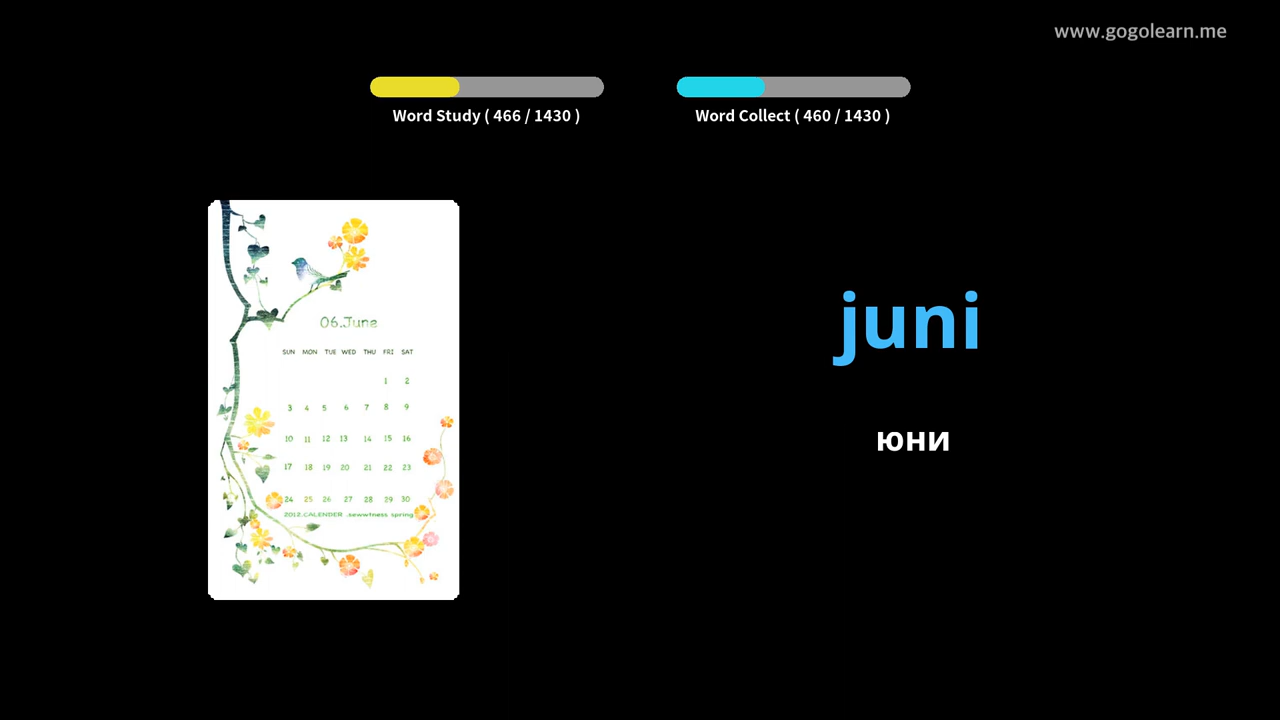 www.gogolearn.me
Word Study ( 466 / 1430 )
Word Collect ( 460 / 1430 )
06.June
SUN MON TUE WED THU FRI SAT
1 2
3 4 5 6 7 8 9
10 11 12 13 14 15 16
17 18 19 20 21 22 23
24 25 26 27 28 29 30
2012.CALENDER .sewwtness spring
juni
юни